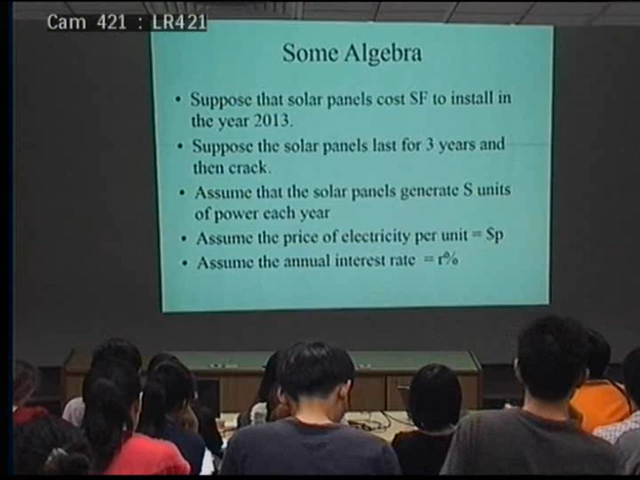 Cam 421 : LR421
Some Algebra
• Suppose that solar panels cost $F to install in
the year 2013.
• Suppose the solar panels last for 3 years and
then crack.
• Assume that the solar panels generate S units
of power each year
• Assume the price of electricity per unit = $p
• Assume the annual interest rate = r%